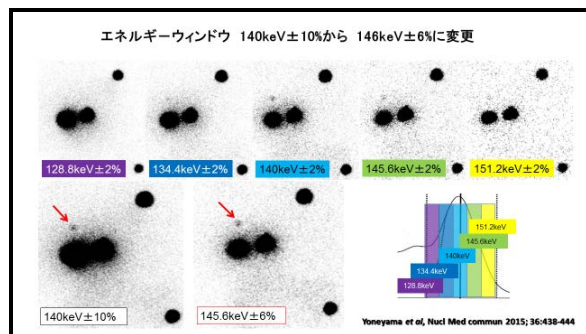 エネルギーウィンドウ 140keV±10%から 146keV±6%に変更
128.8keV±2%
134.4keV±2%
140keV±2%
145.6keV±2%
151.2keV±2%
140keV±10%
145.6keV±6%
151.2keV
145.6keV
140keV
134.4keV
128.8keV
Yoneyama et al, Nucl Med commun 2015; 36:438-444